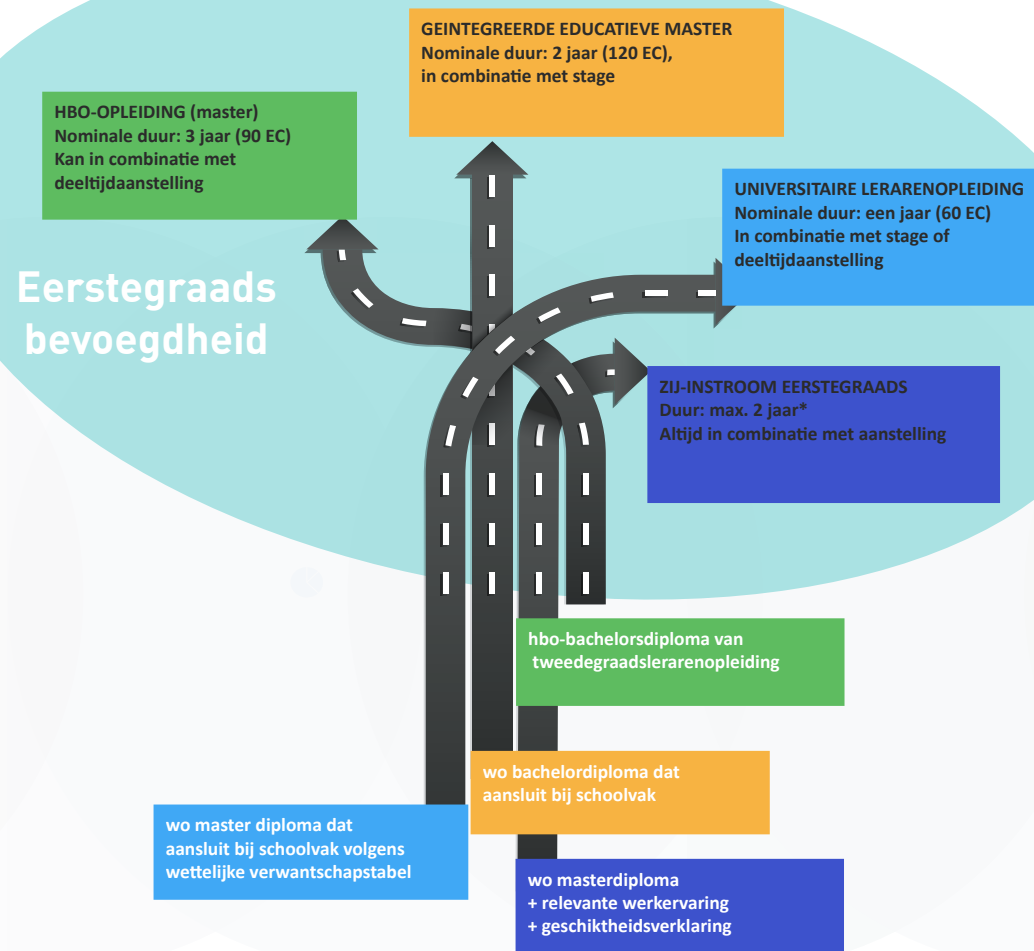 GEINTEGREERDE EDUCATIEVE MASTER
Nominale duur: 2 jaar (120 EC),
in combinatie met stage
HBO-OPLEIDING (master)
Nominale duur: 3 jaar (90 EC)
Kan in combinatie met
deeltijdaanstelling
UNIVERSITAIRE LERARENOPLEIDING
Nominale duur: een jaar (60 EC)
In combinatie met stage of
deeltijdaanstelling
Eerstegraads
bevoegdheid
ZIJ-INSTROOM EERSTEGRAADS
Duur: max. 2 jaar*
Altijd in combinatie met aanstelling
hbo-bachelorsdiploma van
tweedegraadslerarenopleiding
wo bachelordiploma dat
aansluit bij schoolvak
wo master diploma dat
aansluit bij schoolvak volgens
wettelijke verwantschapstabel
wo masterdiploma
+ relevante werkervaring
+ geschiktheidsverklaring